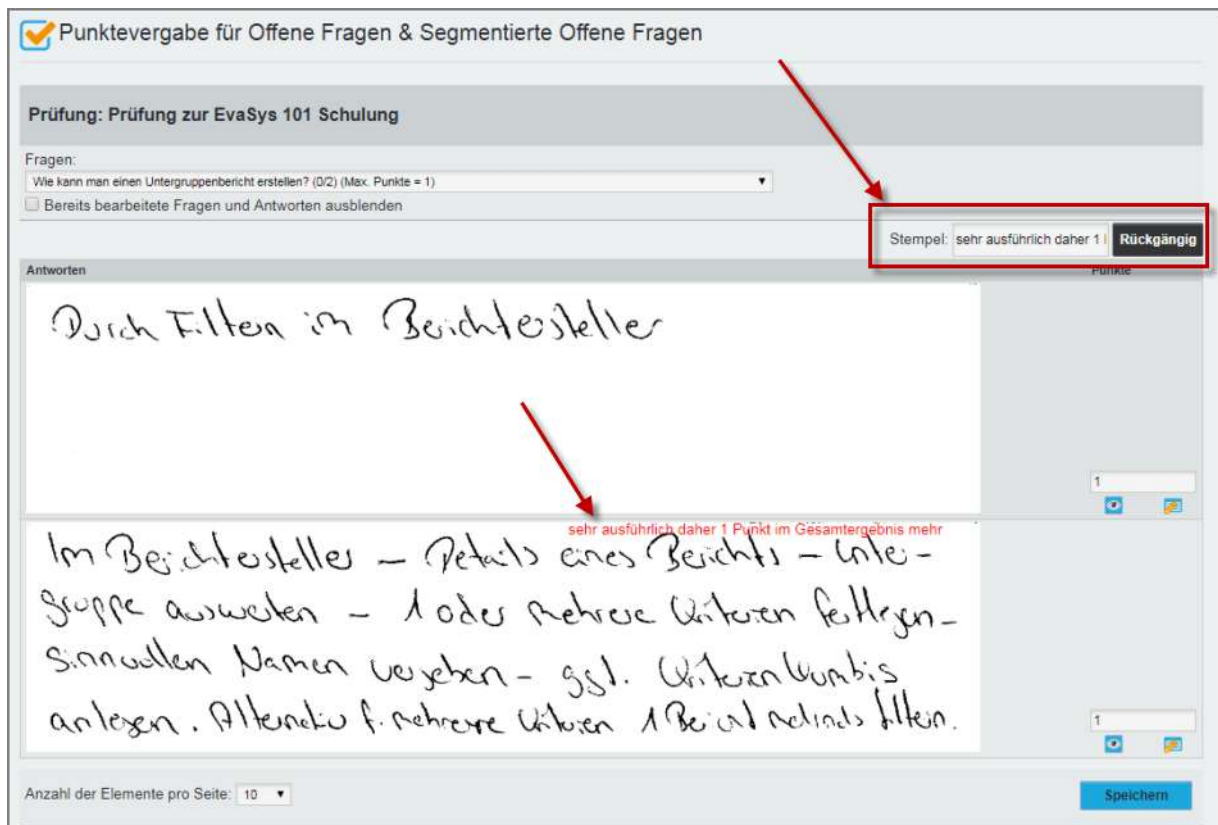 Punktevergabe für Offene Fragen & Segmentierte Offene Fragen
Prüfung: Prüfung zur EvaSys 101 Schulung
Fragen:
Wie kann man einen Untergruppenbericht erstellen? (0/2) (Max. Punkte = 1)
Bereits bearbeitete Fragen und Antworten ausblenden
Stempel: sehr ausführlich daher 1 Rückgängig
Antworten Punkte
Durch Filtern im Berichtersteller
1
sehr ausführlich daher 1 Punkt im Gesamtergebnis mehr
Im Berichtersteller – Details eines Berichts – Unter-
gruppe auswerten – 1 oder mehrere Kriterien festlegen –
sinnvollen Namen vergeben – ggf. Kriterienkombis
anlegen. Alternativ f. mehrere Kriterien 1 filtern.
1
Anzahl der Elemente pro Seite: 10 Speichern